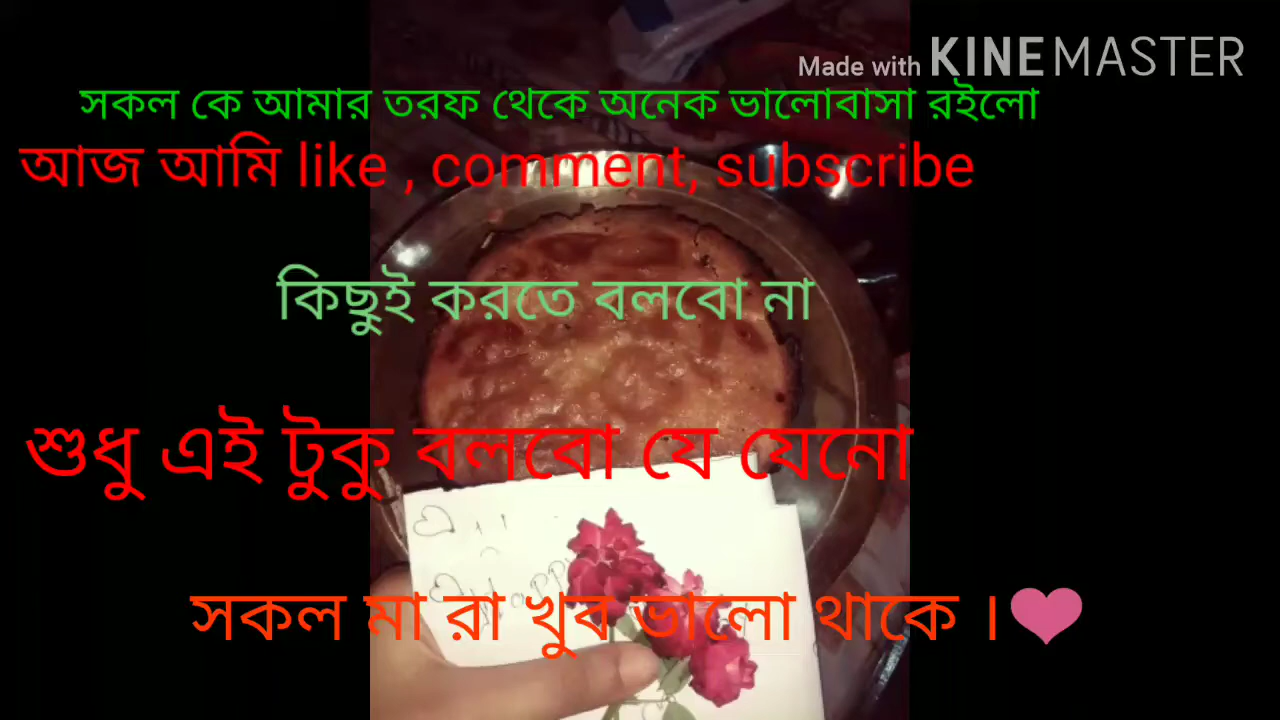 Made with KINEMASTER
সকল কে আমার তরফ থেকে অনেক ভালোবাসা রইলো
আজ আমি like , comment, subscribe
কিছুই করতে বলবো না
শুধু এই টুকু বলবো যে যেনো
সকল মা রা খুব ভালো থাকে ।